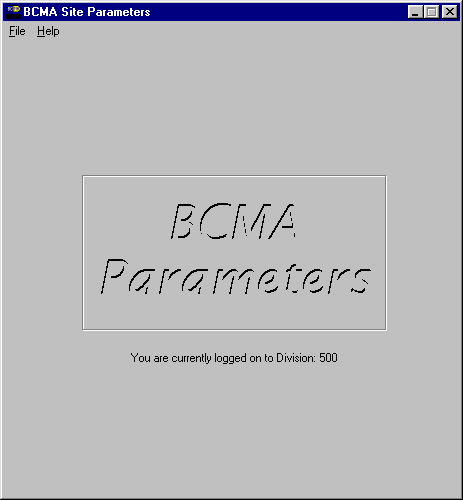 BCMA Site Parameters
File Help
BCMA
Parameters
You are currently logged on to Division: 500